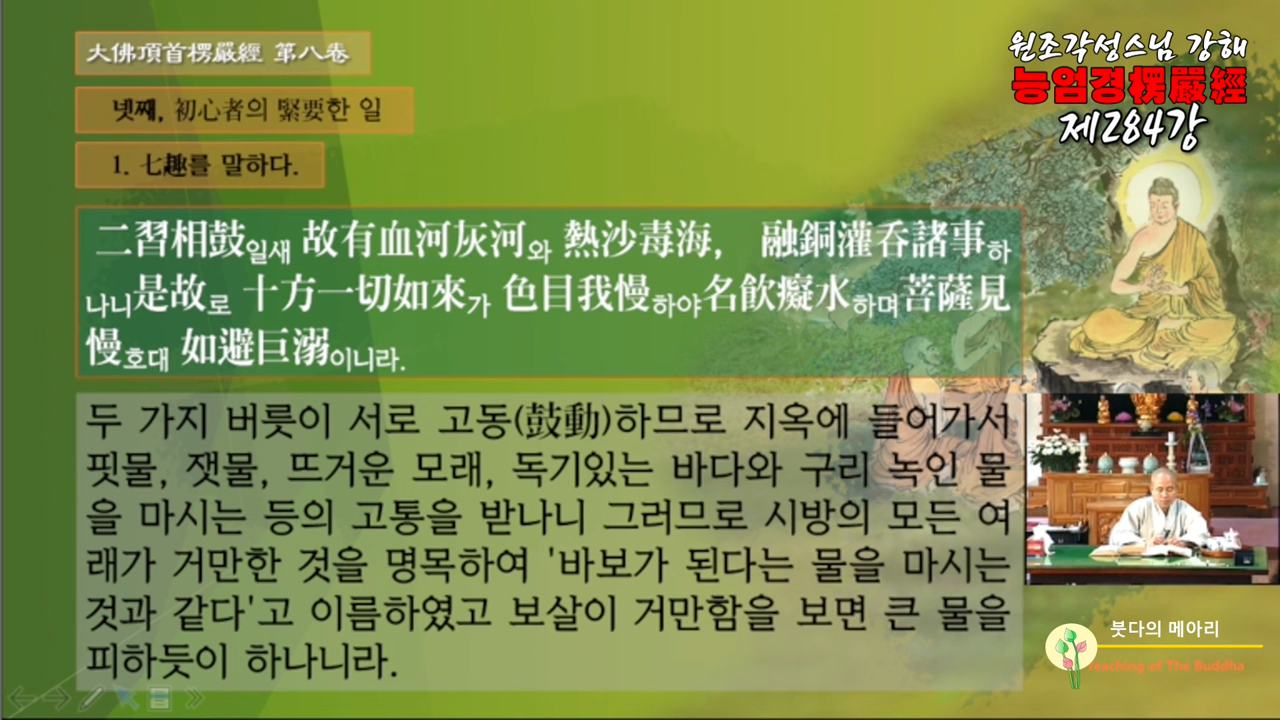 大佛頂首楞嚴經 第八卷
넷째, 初心者의 緊要한 일
1. 七趣를 말하다.
二習相鼓일새 故有血河灰河와 熱沙毒海, 融銅灌呑諸事하
나니是故로 十方一切如來가 色目我慢하야名飮癡水하며菩薩見
慢호대 如避巨溺이니라.
두 가지 버릇이 서로 고동(鼓動)하므로 지옥에 들어가서
핏물, 잿물, 뜨거운 모래, 독기있는 바다와 구리 녹인 물
을 마시는 등의 고통을 받나니 그러므로 시방의 모든 여
래가 거만한 것을 명목하여 '바보가 된다는 물을 마시는
것과 같다'고 이름하였고 보살이 거만함을 보면 큰 물을
피하듯이 하나니라.
원조각성스님 강해
능엄경楞嚴經
제284강
붓다의 메아리
Teaching of The Buddha